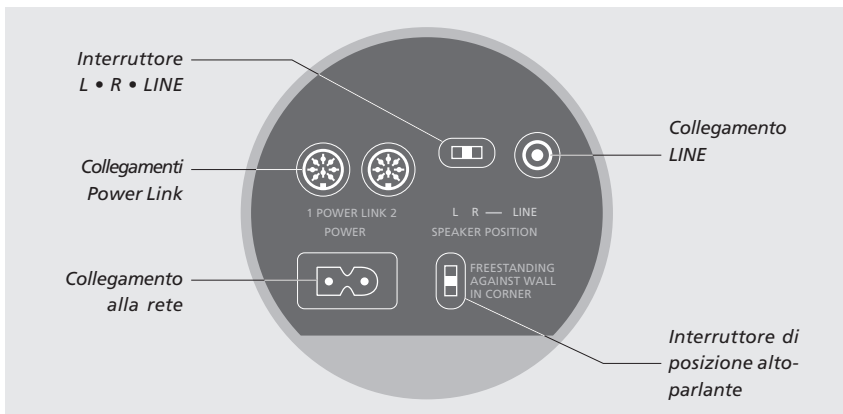 Interruttore
L • R • LINE
Collegamenti
Power Link
Collegamento
alla rete
1 POWER LINK 2
POWER
L R — LINE
SPEAKER POSITION
FREESTANDING
AGAINST WALL
IN CORNER
Collegamento
LINE
Interruttore di
posizione alto-
parlante